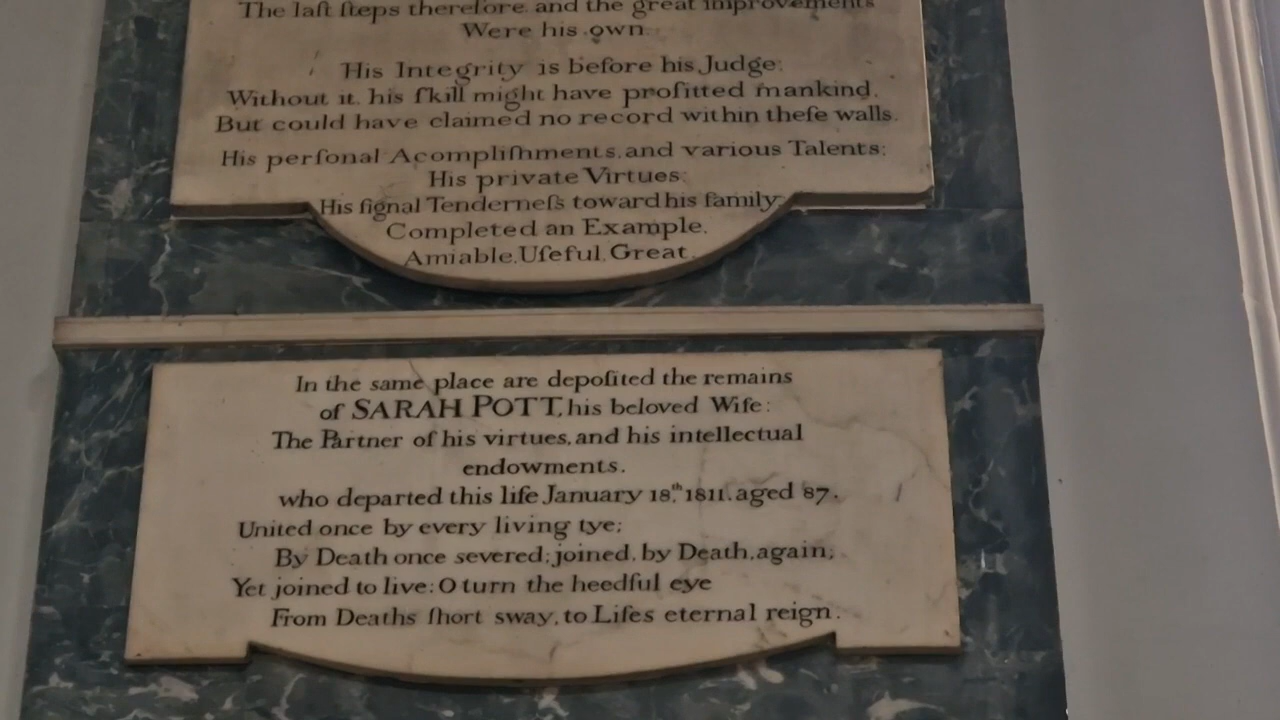 The laſt ſteps therefore and the great improvements
Were his own.
His Integrity is before his Judge:
Without it. his ſkill might have profitted mankind,
But could have claimed no record within theſe walls.
His perſonal Acompliſhments, and various Talents:
His private Virtues:
His ſignal Tenderneſs toward his family:
Completed an Example,
Amiable, Uſeful, Great.
In the same place are depoſited the remains
of SARAH POTT, his beloved Wife:
The Partner of his virtues, and his intellectual
endowments.
who departed this life January 18.th 1811. aged 87.
United once by every living tye;
By Death once severed; joined, by Death, again;
Yet joined to live: O turn the heedful eye
From Deaths ſhort sway, to Lifes eternal reign.